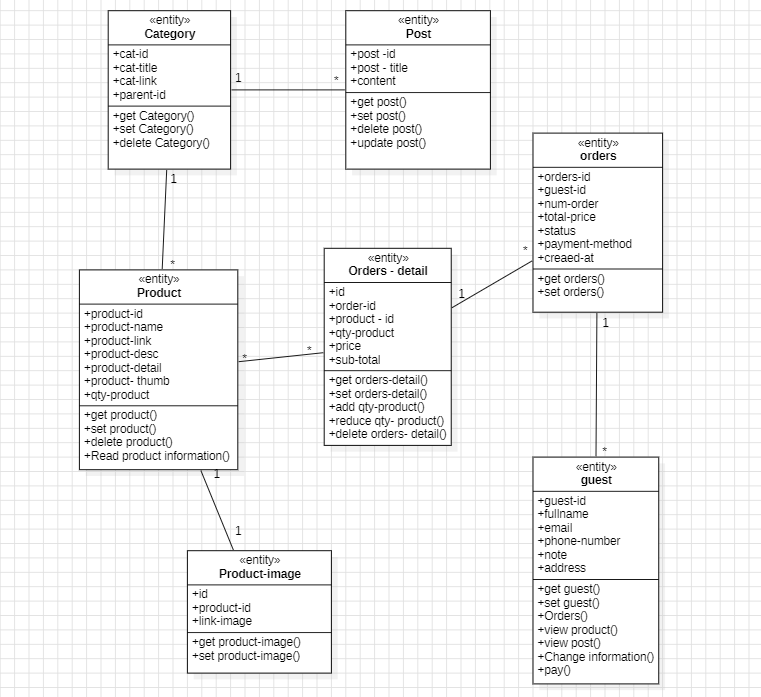 «entity»
Category
+cat-id
+cat-title
+cat-link
+parent-id
+get Category()
+set Category()
+delete Category()
«entity»
Post
+post -id
+post - title
+content
+get post()
+set post()
+delete post()
+update post()
1
*
1
*
«entity»
orders
+orders-id
+guest-id
+num-order
+total-price
+status
+payment-method
+creaed-at
+get orders()
+set orders()
«entity»
Product
+product-id
+product-name
+product-link
+product-desc
+product-detail
+product- thumb
+qty-product
+get product()
+set product()
+delete product()
+Read product information()
«entity»
Orders - detail
+id
+order-id
+product - id
+qty-product
+price
+sub-total
+get orders-detail()
+set orders-detail()
+add qty-product()
+reduce qty- product()
+delete orders- detail()
*
*
1
*
1
*
1
1
«entity»
Product-image
+id
+product-id
+link-image
+get product-image()
+set product-image()
«entity»
guest
+guest-id
+fullname
+email
+phone-number
+note
+address
+get guest()
+set guest()
+Orders()
+view product()
+view post()
+Change information()
+pay()